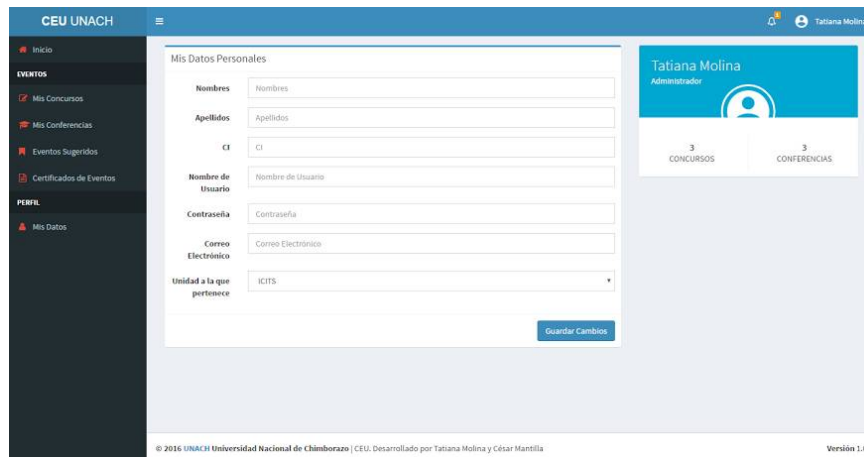 CEU UNACH
Tatiana Molina
Inicio
EVENTOS
Mis Concursos
Mis Conferencias
Eventos Sugeridos
Certificados de Eventos
PERFIL
Mis Datos
Mis Datos Personales
Nombres
Nombres
Apellidos
Apellidos
CI
CI
Nombre de
Usuario
Nombre de Usuario
Contraseña
Contraseña
Correo
Electrónico
Correo Electrónico
Unidad a la que
pertenece
ICITS
Guardar Cambios
Tatiana Molina
Administrador
3
CONCURSOS
3
CONFERENCIAS
© 2016 UNACH Universidad Nacional de Chimborazo | CEU. Desarrollado por Tatiana Molina y César Mantilla
Versión